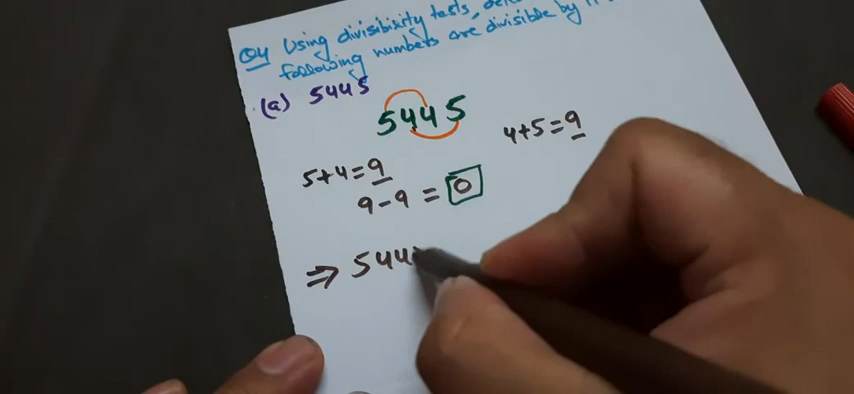 Q4 Using divisibility tests,
following numbers are divisible by
(a) 5445
5445
5+4=9
4+5=9
9-9=0
⇒ 544